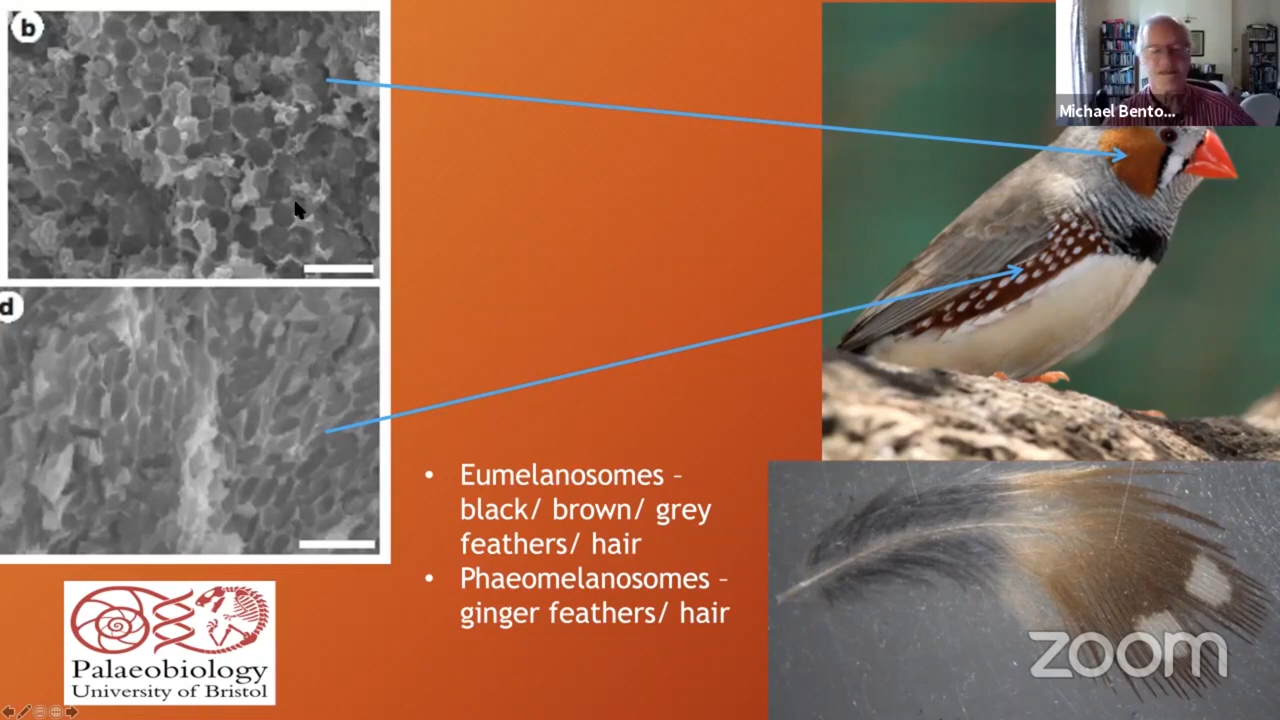 b
d
Michael Bento...
• Eumelanosomes –
black/ brown/ grey
feathers/ hair
• Phaeomelanosomes –
ginger feathers/ hair
Palaeobiology
University of Bristol
zoom